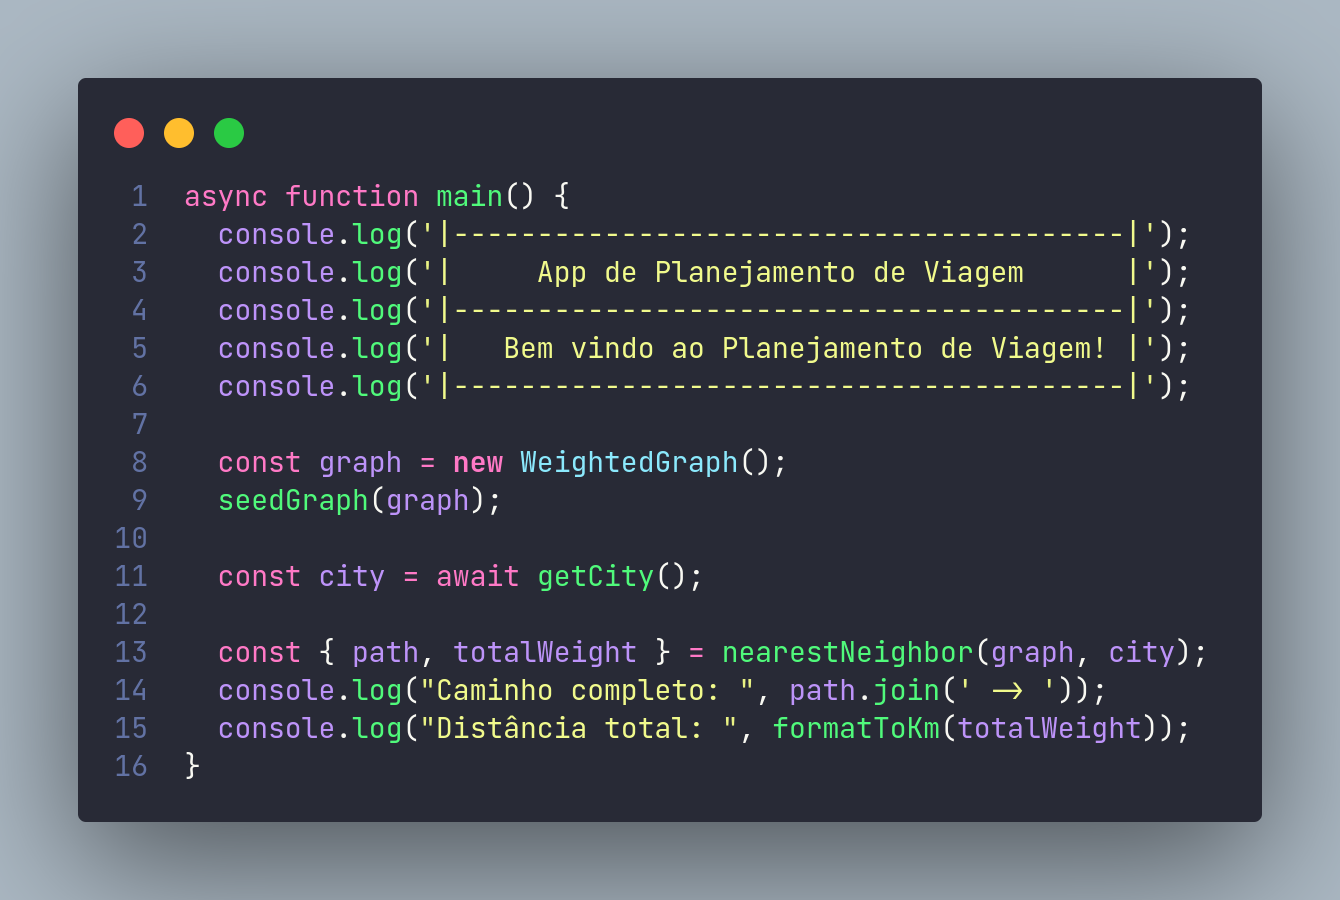 1 async function main() {
2   console.log('|----------------------------------------|');
3   console.log('|     App de Planejamento de Viagem      |');
4   console.log('|----------------------------------------|');
5   console.log('|   Bem vindo ao Planejamento de Viagem! |');
6   console.log('|----------------------------------------|');
7
8   const graph = new WeightedGraph();
9   seedGraph(graph);
10
11   const city = await getCity();
12
13   const { path, totalWeight } = nearestNeighbor(graph, city);
14   console.log("Caminho completo: ", path.join(' -> '));
15   console.log("Distância total: ", formatToKm(totalWeight));
16 }